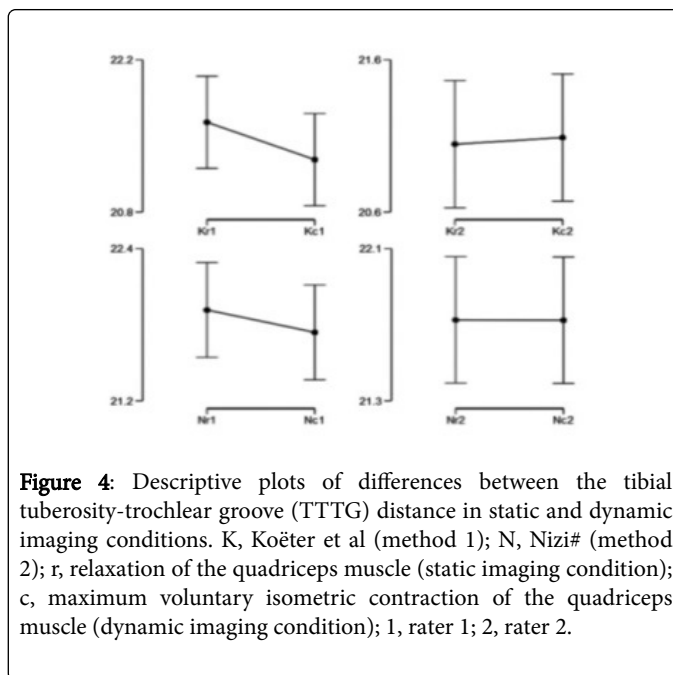 22.2
20.8
Kr1 Kc1
21.6
20.6
Kr2 Kc2
22.4
21.2
Nr1 Nc1
22.1
21.3
Nr2 Nc2
Figure 4: Descriptive plots of differences between the tibial
tuberosity-trochlear groove (TTTG) distance in static and dynamic
imaging conditions. K, Koëter et al (method 1); N, Nizi# (method
2); r, relaxation of the quadriceps muscle (static imaging condition);
c, maximum voluntary isometric contraction of the quadriceps
muscle (dynamic imaging condition); 1, rater 1; 2, rater 2.